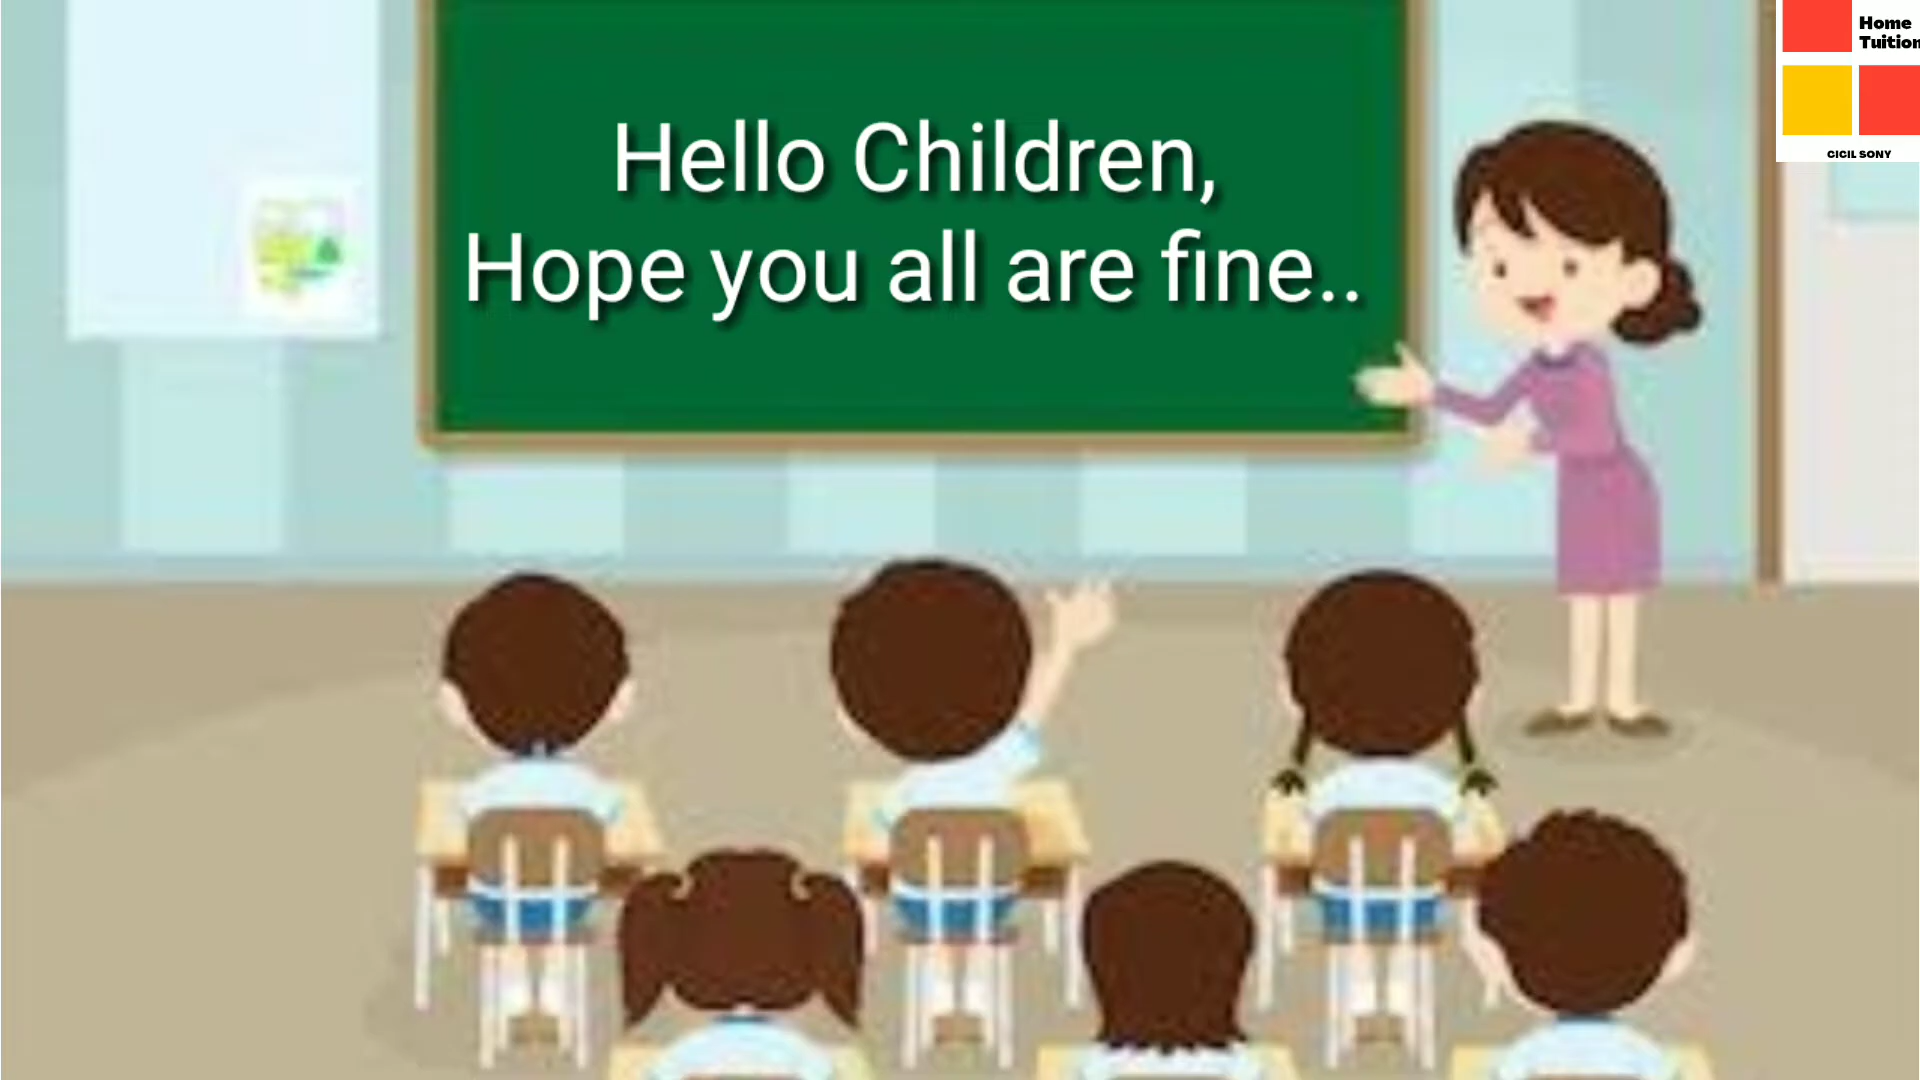 Home
Tuition
CICIL SONY
Hello Children,
Hope you all are fine..